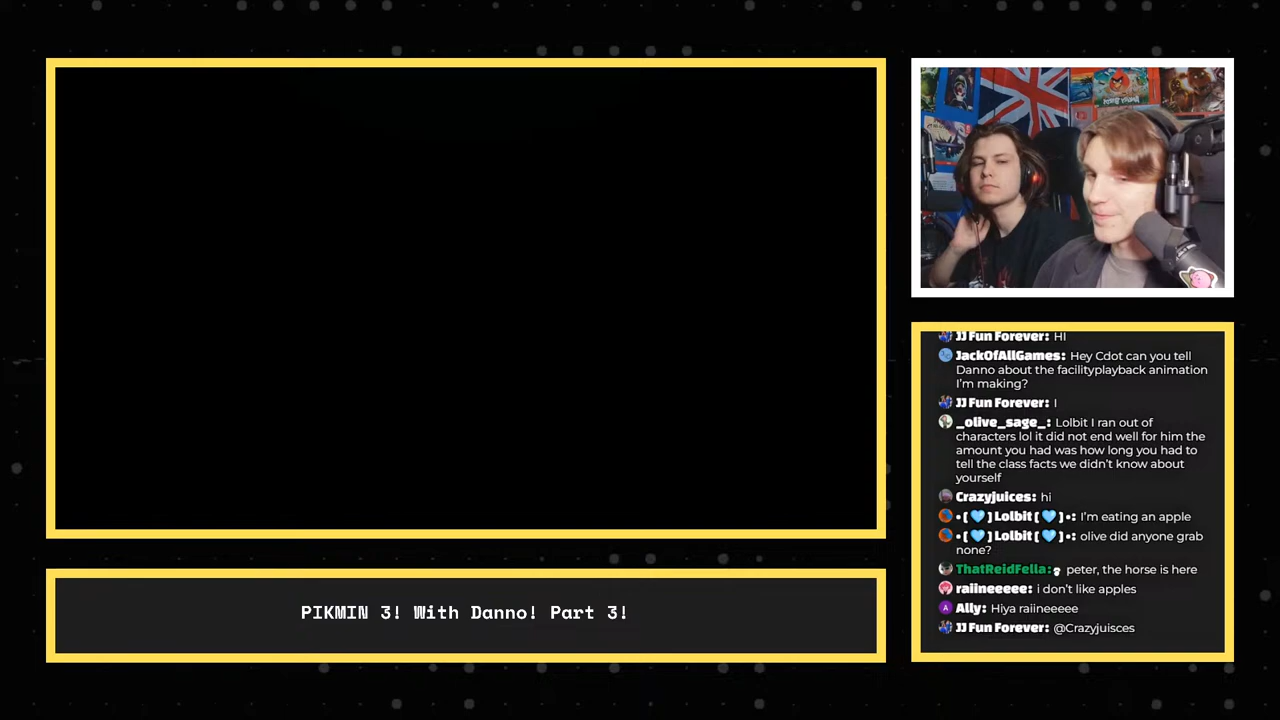 JJ Fun Forever: HI
JackOfAllGames: Hey Cdot can you tell
Danno about the facilityplayback animation
I'm making?
JJ Fun Forever: I
_olive_sage_: Lolbit I ran out of
characters lol it did not end well for him the
amount you had was how long you had to
tell the class facts we didn't know about
yourself
CrazyJuices: hi
•[ 🩵 ] Lolbit [ 🩵 ]•: I'm eating an apple
•[ 🩵 ] Lolbit [ 🩵 ]•: olive did anyone grab
none?
ThatReidFella: peter, the horse is here
raiineeeee: i don't like apples
A Ally: Hiya raiineeeee
JJ Fun Forever: @Crazyjuisces
PIKMIN 3! With Danno! Part 3!